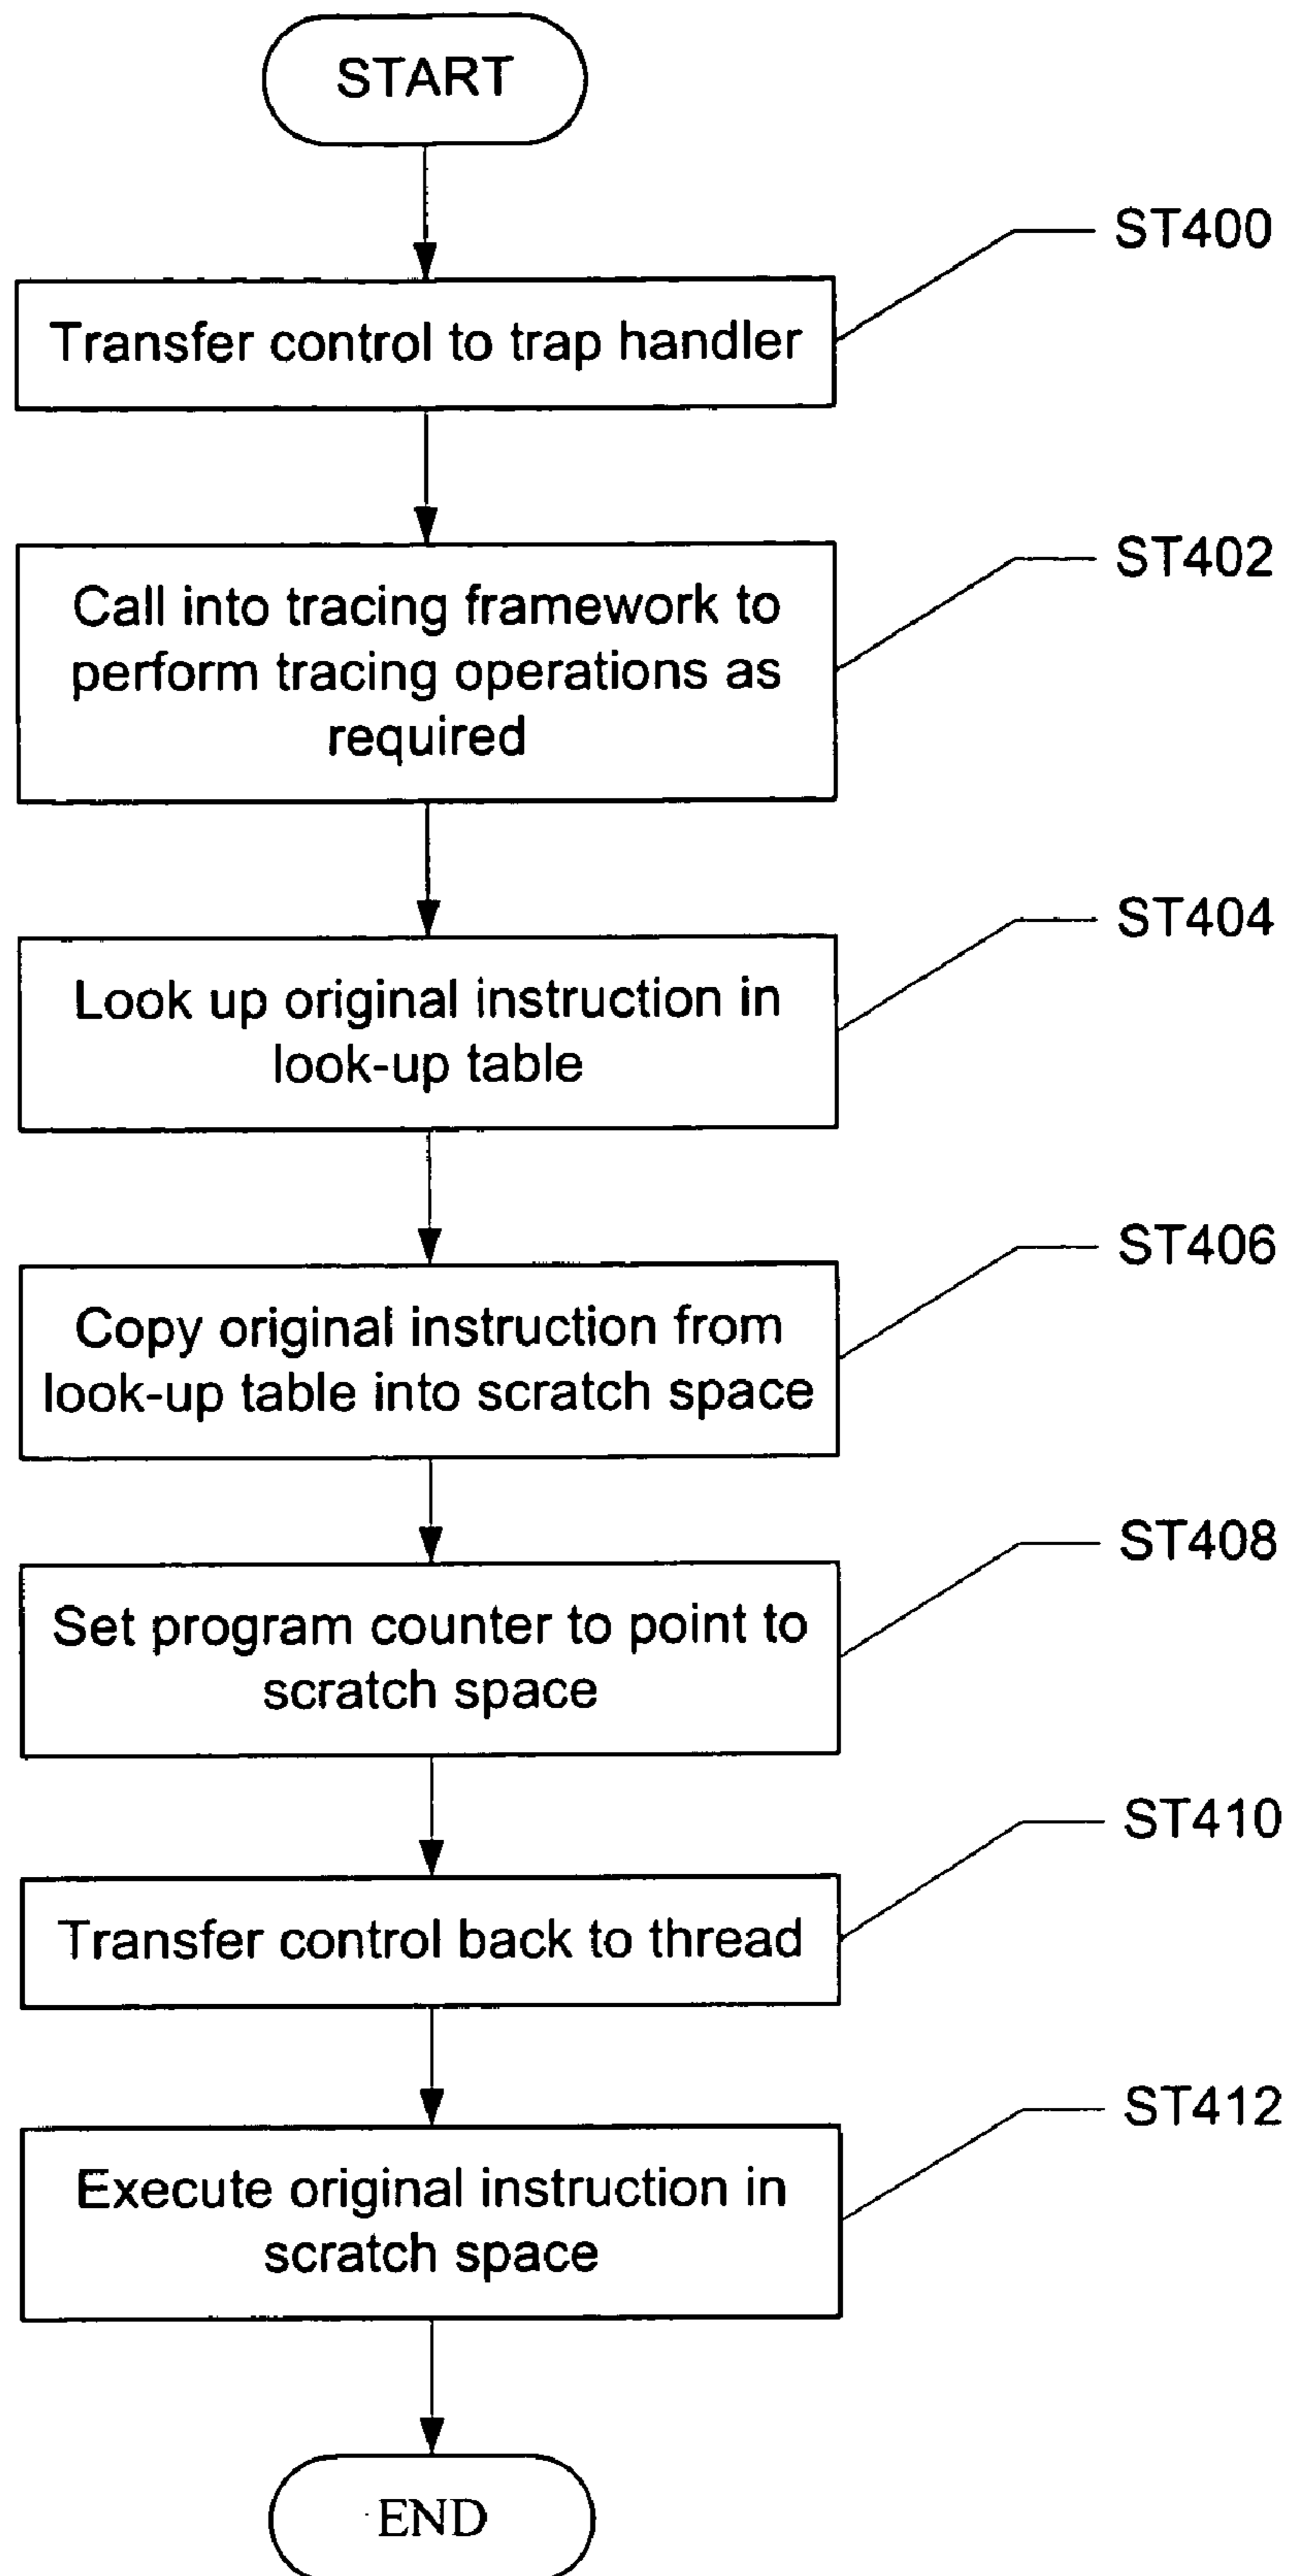 START
ST400
Transfer control to trap handler
ST402
Call into tracing framework to
perform tracing operations as
required
ST404
Look up original instruction in
look-up table
ST406
Copy original instruction from
look-up table into scratch space
ST408
Set program counter to point to
scratch space
ST410
Transfer control back to thread
ST412
Execute original instruction in
scratch space
END